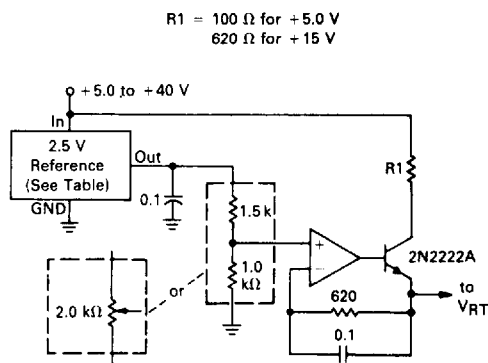 R1 = 100 Ω for +5.0 V
620 Ω for +15 V
+5.0 to +40 V
In
2.5 V
Reference
(See Table)
Out
GND
0.1
1.5 k
1.0
kΩ
2.0 kΩ
or
+
−
R1
2N2222A
to
VRT
620
0.1